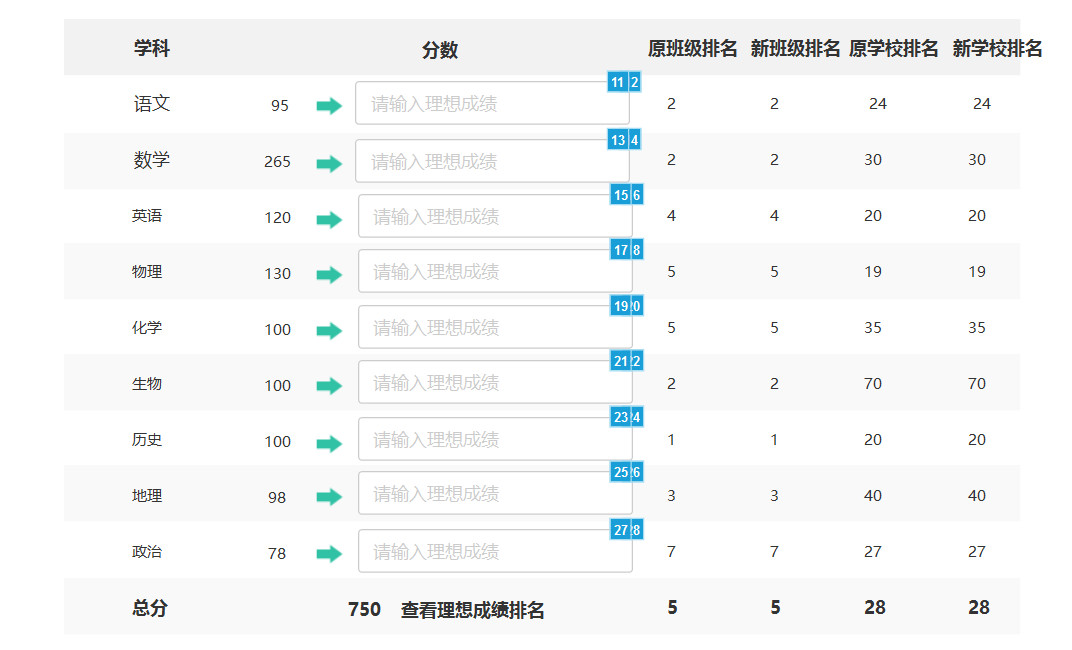 学科 分数 原班级排名 新班级排名 原学校排名 新学校排名
语文 95 请输入理想成绩 11 2 2 2 24 24
数学 265 请输入理想成绩 13 4 2 2 30 30
英语 120 请输入理想成绩 15 6 4 4 20 20
物理 130 请输入理想成绩 17 8 5 5 19 19
化学 100 请输入理想成绩 19 0 5 5 35 35
生物 100 请输入理想成绩 21 2 2 2 70 70
历史 100 请输入理想成绩 23 4 1 1 20 20
地理 98 请输入理想成绩 25 6 3 3 40 40
政治 78 请输入理想成绩 27 8 7 7 27 27
总分 750 查看理想成绩排名 5 5 28 28